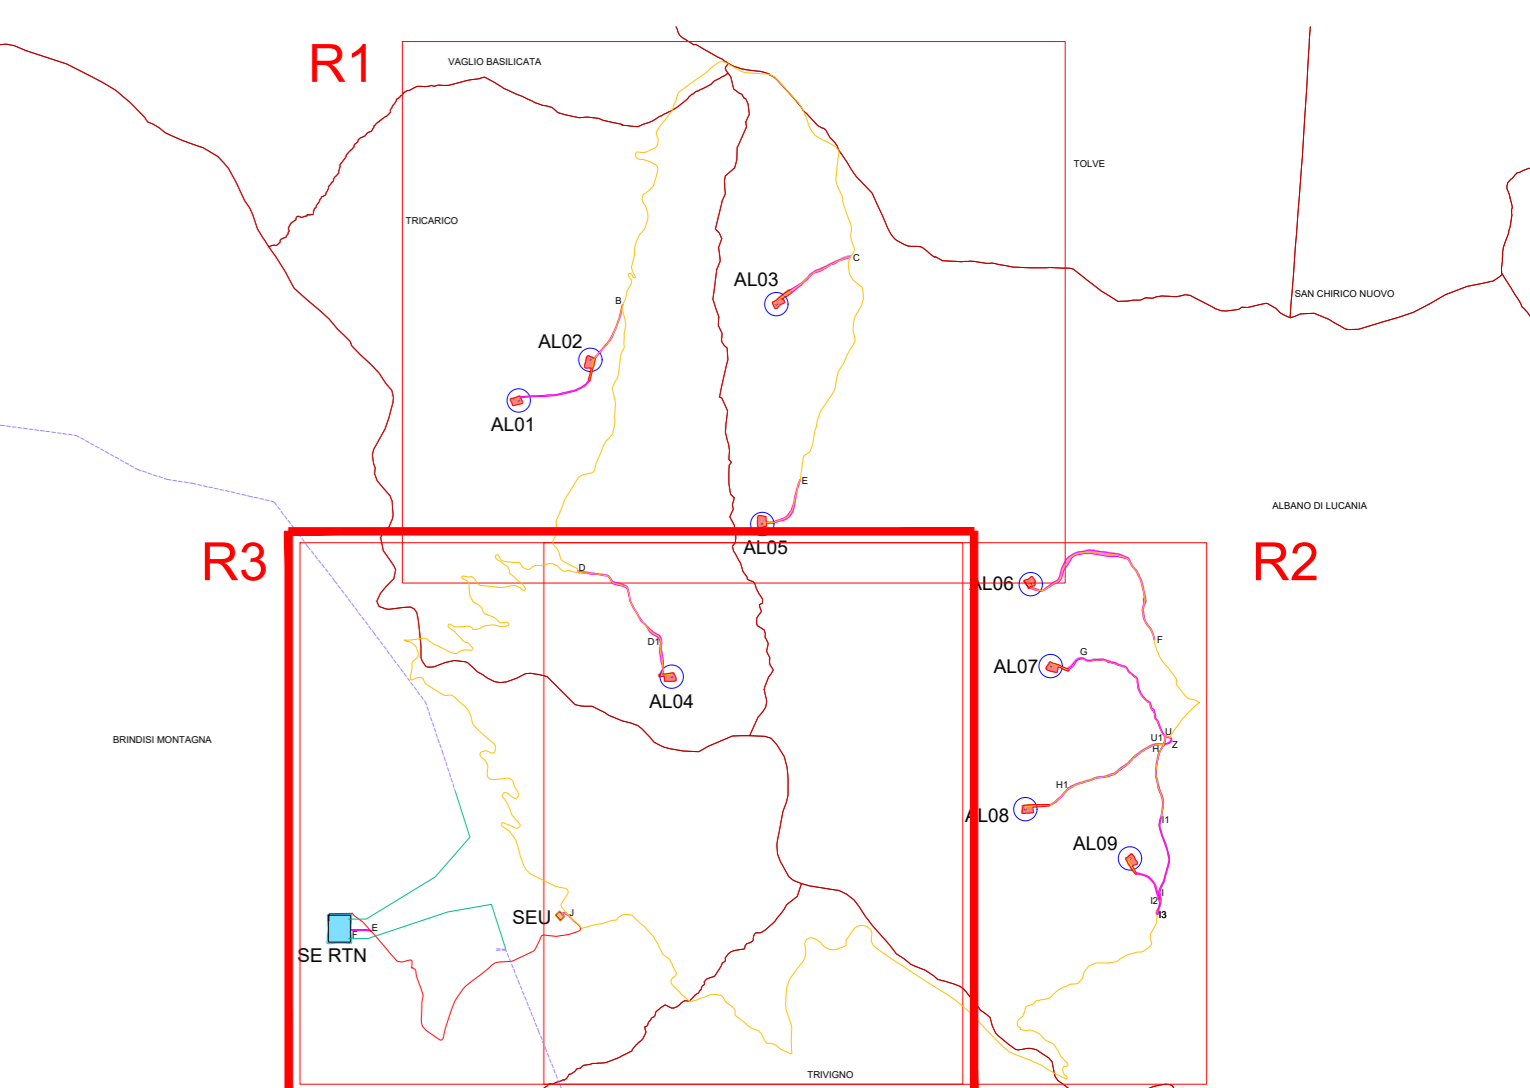 R1
VAGLIO BASILICATA
TOLVE
TRICARICO
C
AL03
SAN CHIRICO NUOVO
B
AL02
AL01
E
ALBANO DI LUCANIA
AL05
R3
R2
D
AL06
D1
F
G
AL07
AL04
U
U1
Z
H
BRINDISI MONTAGNA
H1
AL08
I1
AL09
I
I2
I3
SEU
J
E
F
SE RTN
TRIVIGNO